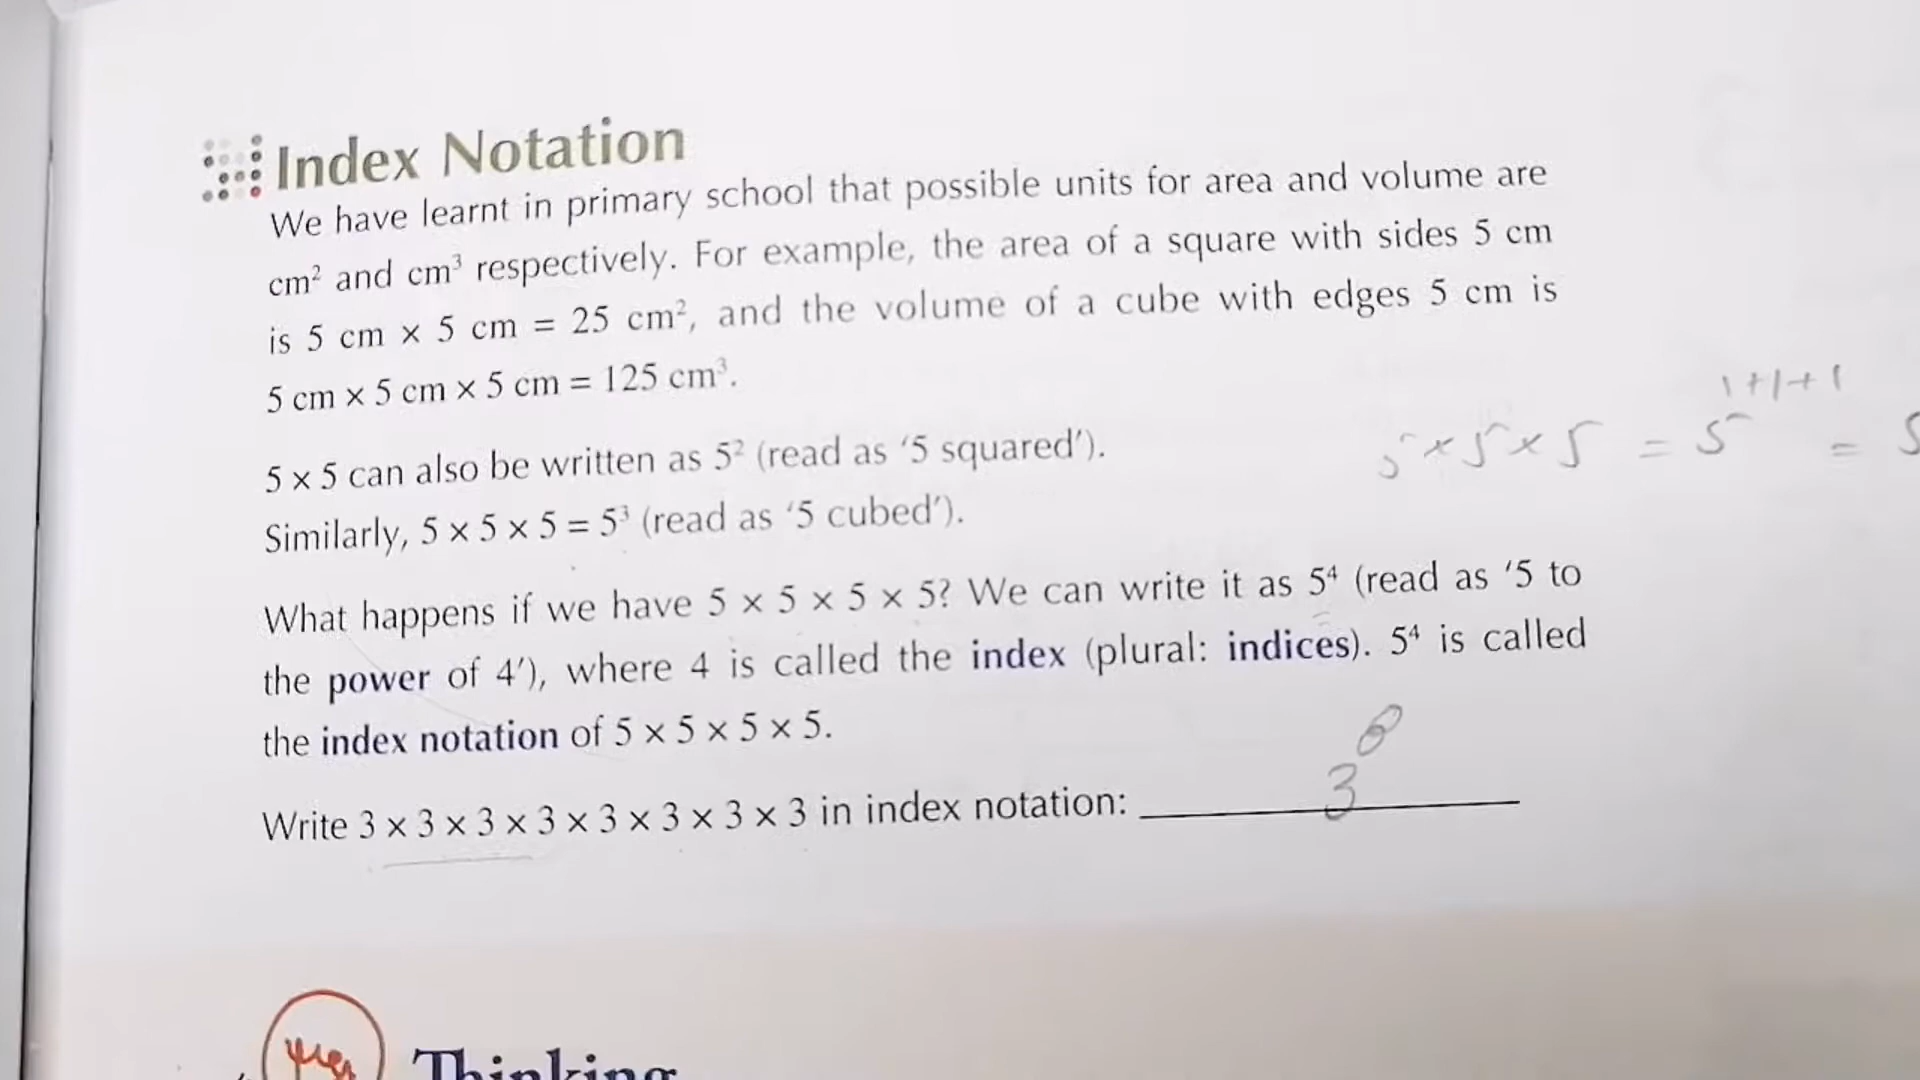 Index Notation
We have learnt in primary school that possible units for area and volume are
cm² and cm³ respectively. For example, the area of a square with sides 5 cm
is 5 cm × 5 cm = 25 cm², and the volume of a cube with edges 5 cm is
5 cm × 5 cm × 5 cm = 125 cm³.
5 × 5 can also be written as 5² (read as ‘5 squared’).
5 × 5 × 5 = 5¹⁺¹⁺¹ = 5
Similarly, 5 × 5 × 5 = 5³ (read as ‘5 cubed’).
What happens if we have 5 × 5 × 5 × 5? We can write it as 5⁴ (read as ‘5 to
the power of 4’), where 4 is called the index (plural: indices). 5⁴ is called
the index notation of 5 × 5 × 5 × 5.
Write 3 × 3 × 3 × 3 × 3 × 3 × 3 × 3 in index notation: 3⁸
Thinking